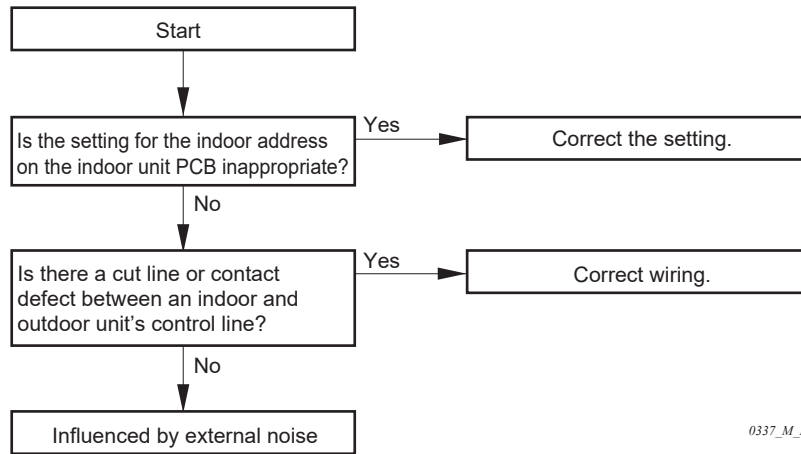 Start
Is the setting for the indoor address
on the indoor unit PCB inappropriate?
Yes
Correct the setting.
No
Is there a cut line or contact
defect between an indoor and
outdoor unit’s control line?
Yes
Correct wiring.
No
Influenced by external noise
0337_M_